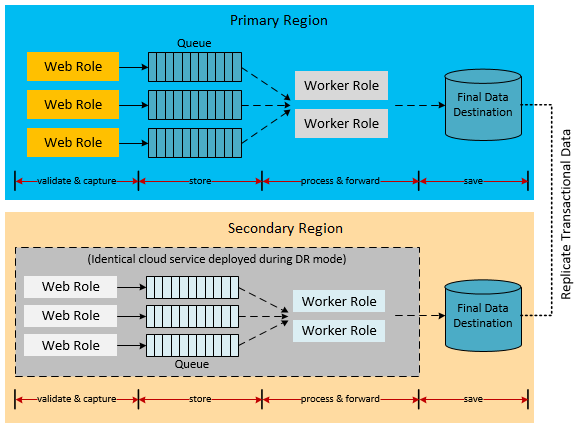 Primary Region
Queue
Web Role
Web Role
Web Role
Worker Role
Worker Role
Final Data
Destination
validate & capture
store
process & forward
save
Replicate Transactional Data
Secondary Region
(Identical cloud service deployed during DR mode)
Web Role
Web Role
Web Role
Queue
Worker Role
Worker Role
Final Data
Destination
validate & capture
store
process & forward
save